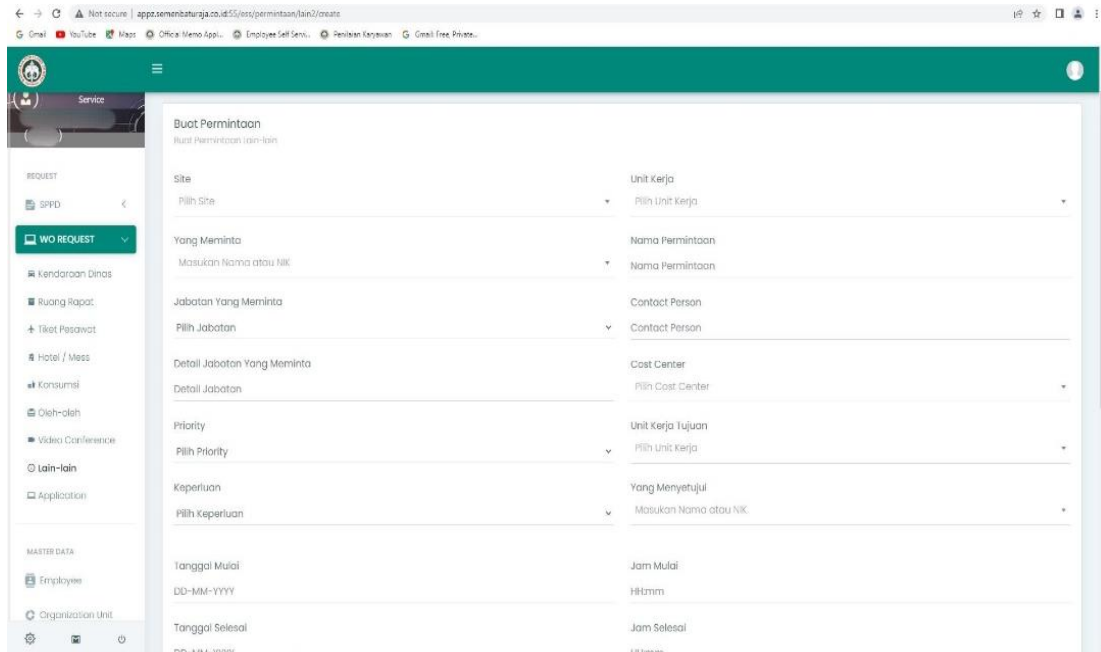 Not secure | appz.semenbaturaja.co.id:55/ess/permintaan/lain2/create
Gmail YouTube Maps Official Memo Appl... Employee Self Servi... Penilaian Karyawan Gmail: Free, Private...
Service
REQUEST
SPPD
WO REQUEST
Kendaraan Dinas
Ruang Rapat
Tiket Pesawat
Hotel / Mess
Konsumsi
Oleh-oleh
Video Conference
Lain-lain
Application
MASTER DATA
Employee
Organization Unit
Buat Permintaan
Buat Permintaan Lain-lain
Site
Pilih Site
Unit Kerja
Pilih Unit Kerja
Yang Meminta
Masukan Nama atau NIK
Nama Permintaan
Nama Permintaan
Jabatan Yang Meminta
Pilih Jabatan
Contact Person
Contact Person
Detail Jabatan Yang Meminta
Detail Jabatan
Cost Center
Pilih Cost Center
Priority
Pilih Priority
Unit Kerja Tujuan
Pilih Unit Kerja
Keperluan
Pilih Keperluan
Yang Menyetujui
Masukan Nama atau NIK
Tanggal Mulai
DD-MM-YYYY
Jam Mulai
HH:mm
Tanggal Selesai
Jam Selesai